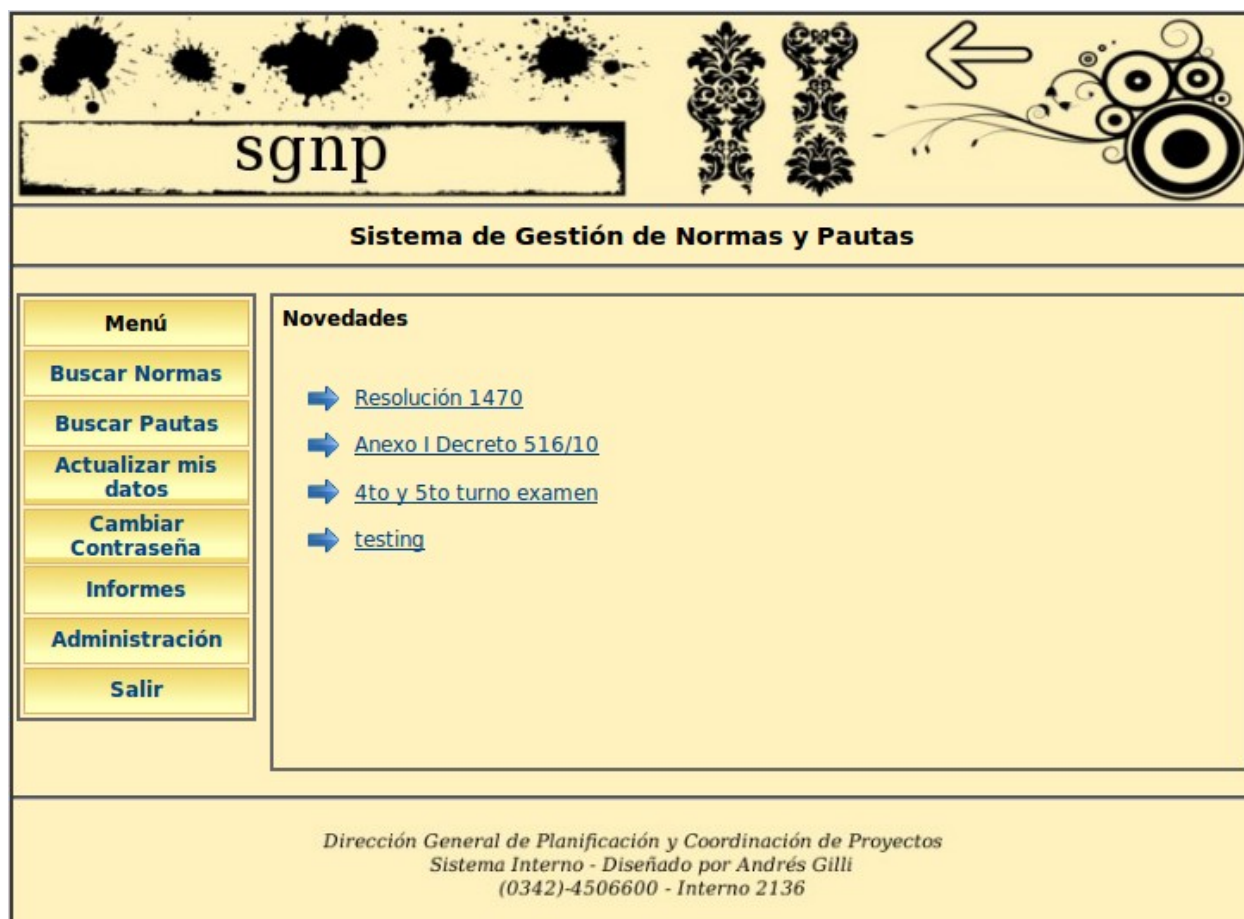 sgnp
Sistema de Gestión de Normas y Pautas
Menú
Buscar Normas
Buscar Pautas
Actualizar mis
datos
Cambiar
Contraseña
Informes
Administración
Salir
Novedades
Resolución 1470
Anexo I Decreto 516/10
4to y 5to turno examen
testing
Dirección General de Planificación y Coordinación de Proyectos
Sistema Interno - Diseñado por Andrés Gilli
(0342)-4506600 - Interno 2136